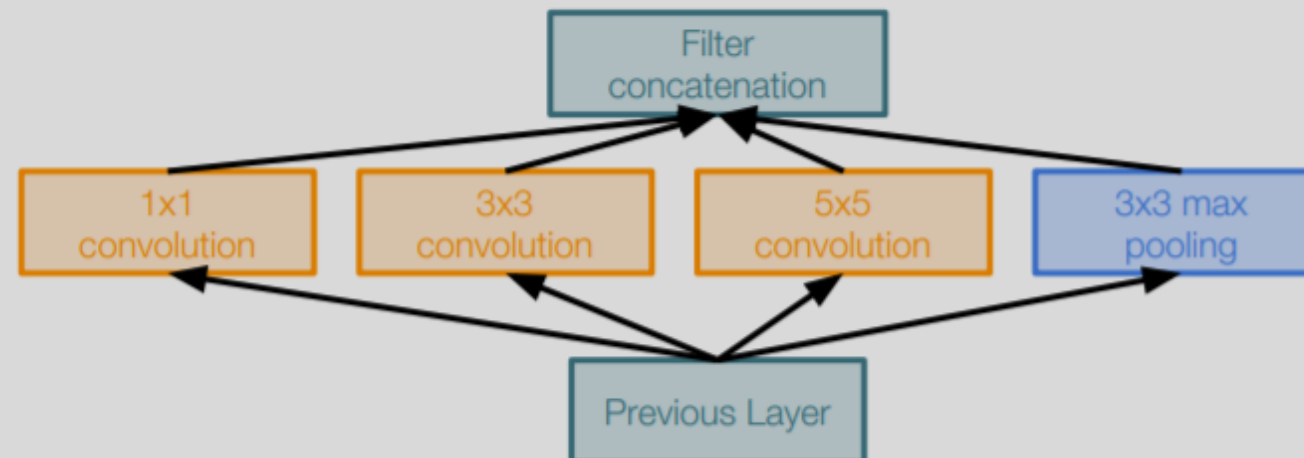 Filter
concatenation
1x1
convolution
3x3
convolution
5x5
convolution
3x3 max
pooling
Previous Layer